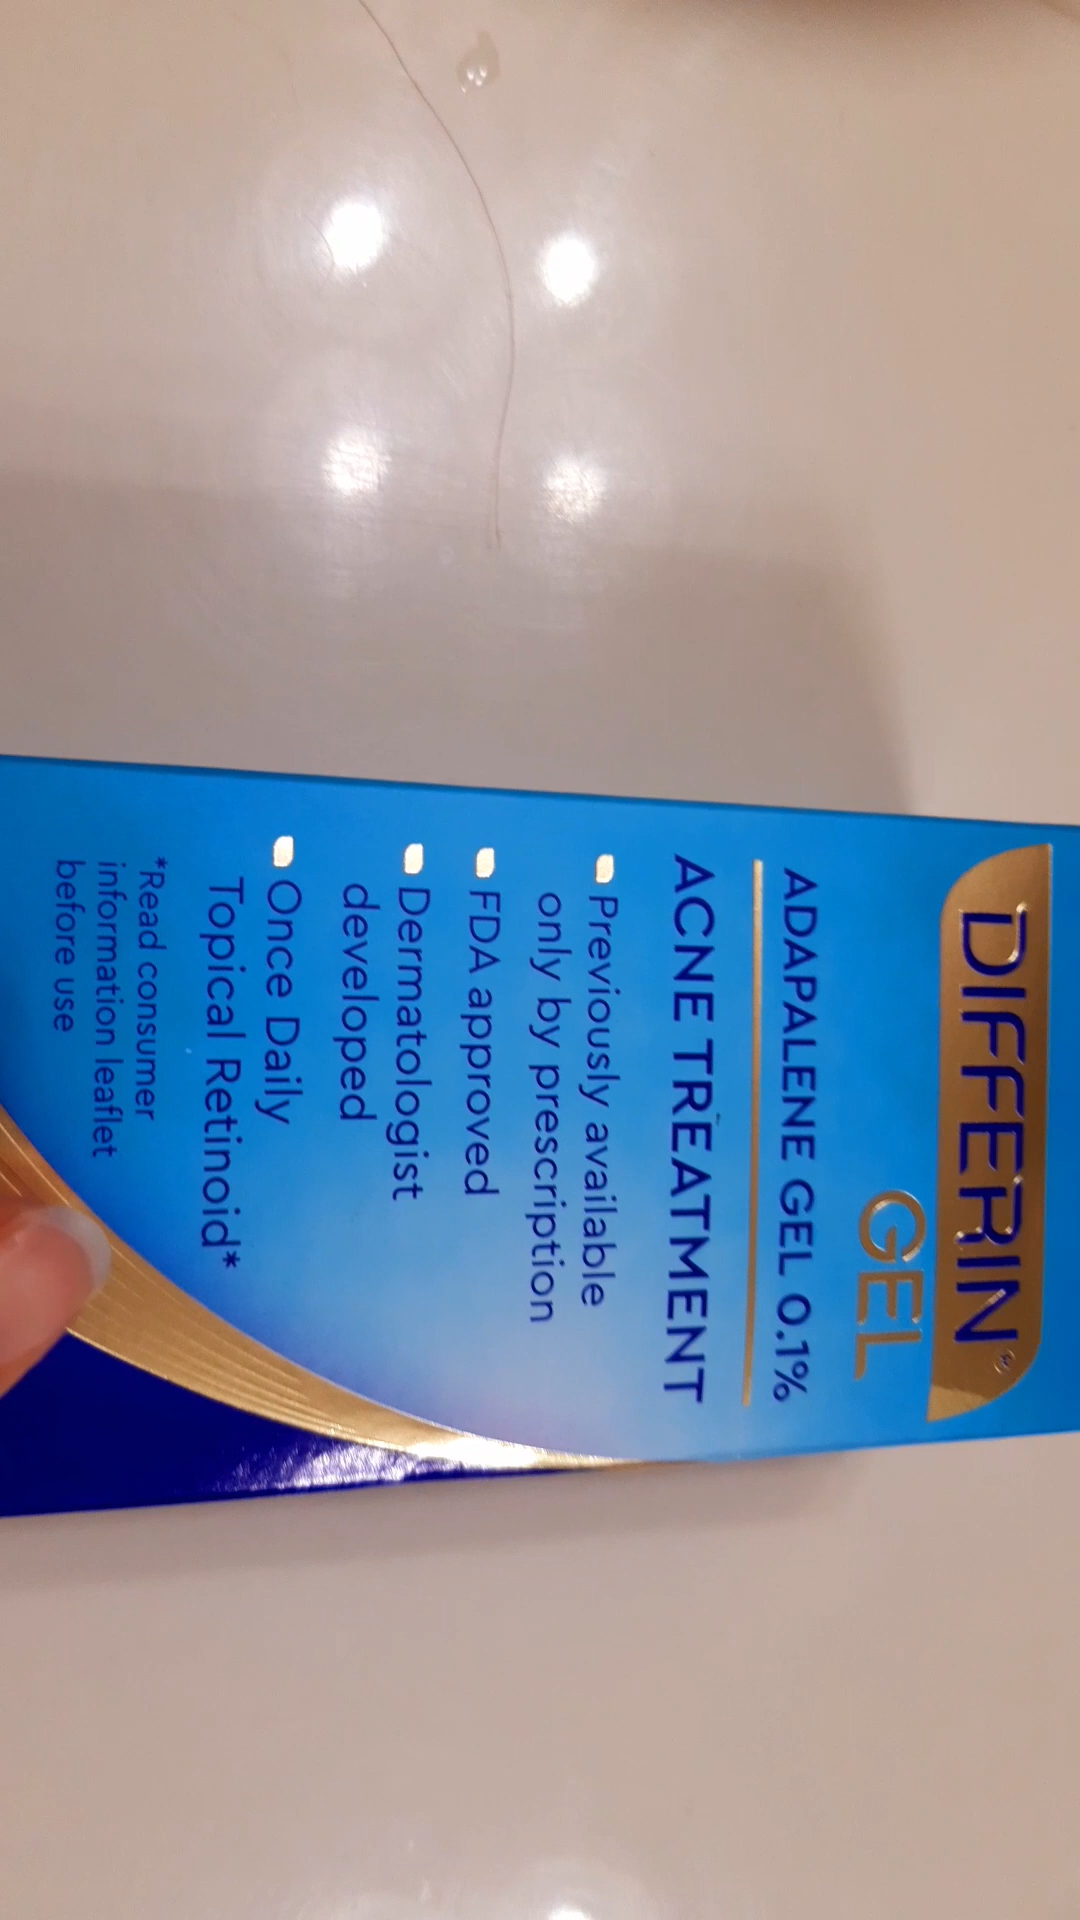 DIFFERIN®
GEL
ADAPALENE GEL 0.1%
ACNE TREATMENT
Previously available
only by prescription
FDA approved
Dermatologist
developed
Once Daily
Topical Retinoid*
*Read consumer
information leaflet
before use